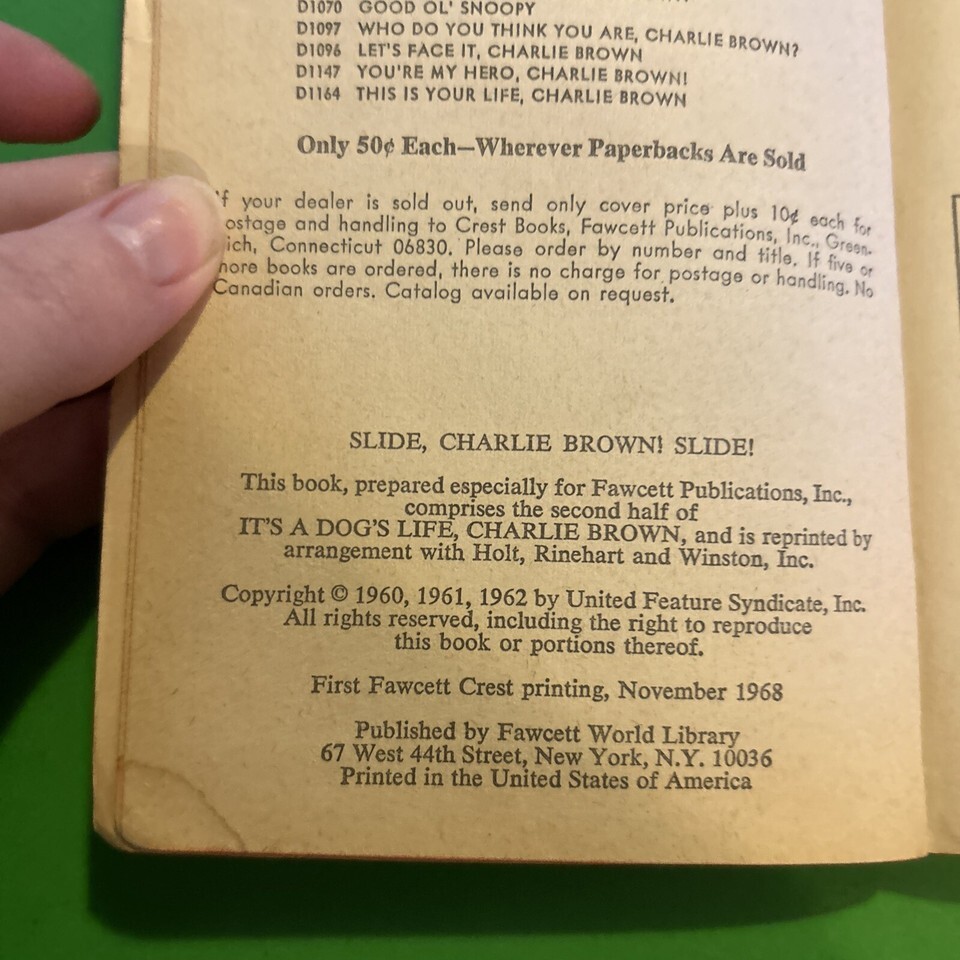 D1070 GOOD OL' SNOOPY
D1097 WHO DO YOU THINK YOU ARE, CHARLIE BROWN?
D1096 LET'S FACE IT, CHARLIE BROWN
D1147 YOU'RE MY HERO, CHARLIE BROWN!
D1164 THIS IS YOUR LIFE, CHARLIE BROWN
Only 50¢ Each—Wherever Paperbacks Are Sold
If your dealer is sold out, send only cover price plus 10¢ each for
ostage and handling to Crest Books, Fawcett Publications, Inc., Green-
ich, Connecticut 06830. Please order by number and title. If five or
more books are ordered, there is no charge for postage or handling. No
Canadian orders. Catalog available on request.
SLIDE, CHARLIE BROWN! SLIDE!
This book, prepared especially for Fawcett Publications, Inc.,
comprises the second half of
IT'S A DOG'S LIFE, CHARLIE BROWN, and is reprinted by
arrangement with Holt, Rinehart and Winston, Inc.
Copyright © 1960, 1961, 1962 by United Feature Syndicate, Inc.
All rights reserved, including the right to reproduce
this book or portions thereof.
First Fawcett Crest printing, November 1968
Published by Fawcett World Library
67 West 44th Street, New York, N.Y. 10036
Printed in the United States of America